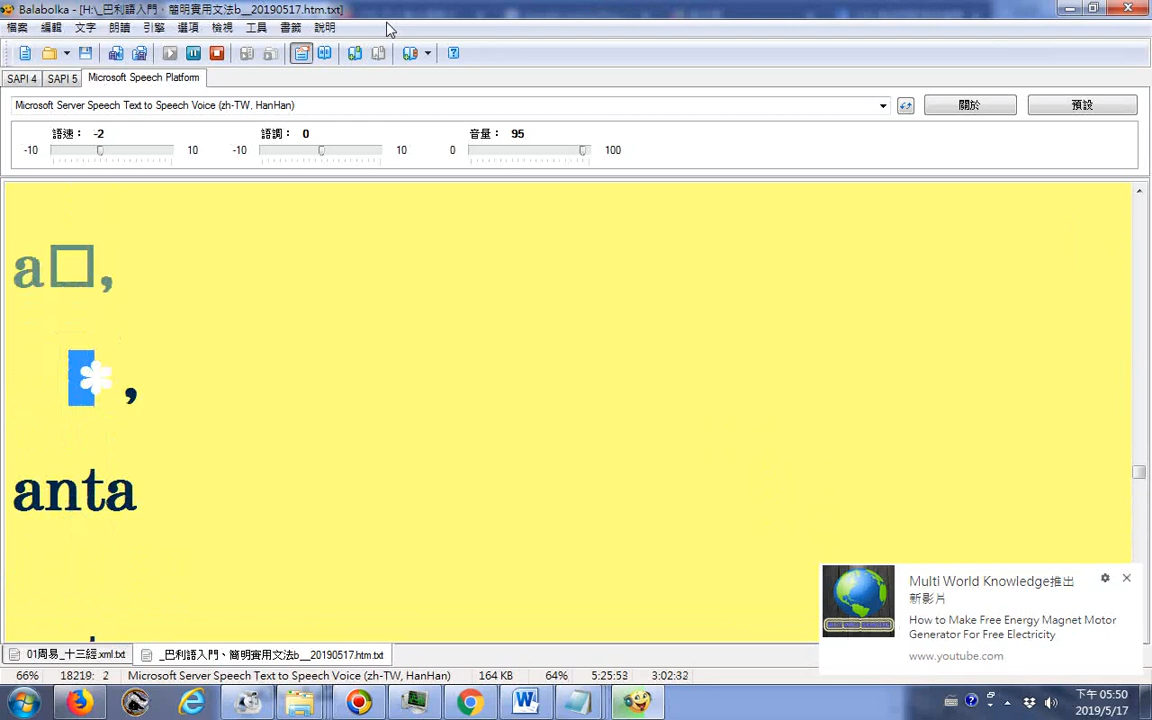 Balabolka - [H:\_巴利語入門、簡明實用文法b__20190517.htm.txt]
檔案 編輯 文字 朗讀 引擎 選項 檢視 工具 書籤 說明
SAPI 4 SAPI 5 Microsoft Speech Platform
Microsoft Server Speech Text to Speech Voice (zh-TW, HanHan) 關於 預設
語速： -2 語調： 0 音量： 95
-10 10 -10 10 0 100
a□,
*,
anta
Multi World Knowledge推出
新影片
How to Make Free Energy Magnet Motor
Generator For Free Electricity
www.youtube.com
01周易_十三經.xml.txt _巴利語入門、簡明實用文法b__20190517.htm.txt
66% 18219: 2 Microsoft Server Speech Text to Speech Voice (zh-TW, HanHan) 164 KB 64% 5:25:53 3:02:32
下午 05:50
2019/5/17